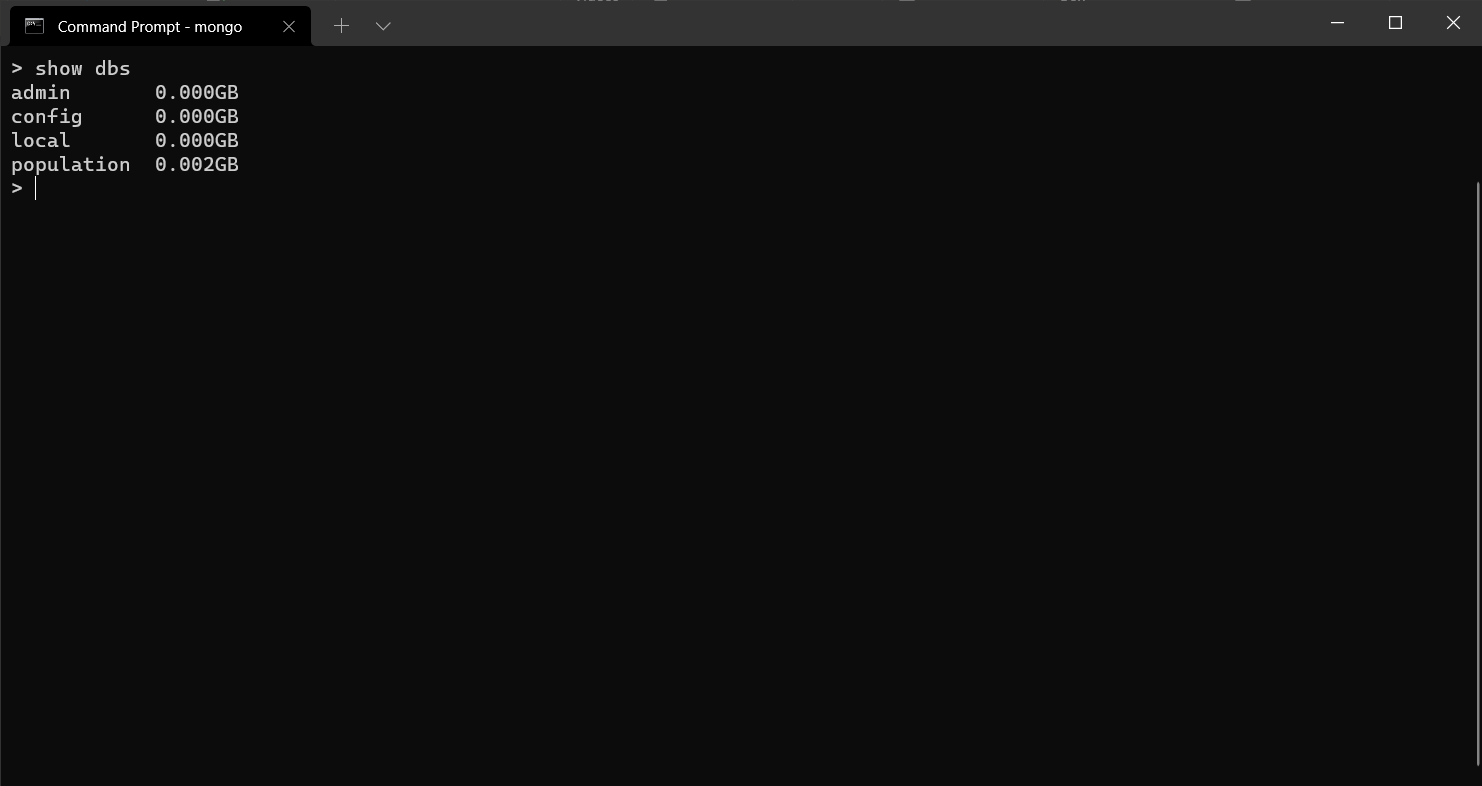 Command Prompt - mongo
> show dbs
admin       0.000GB
config      0.000GB
local       0.000GB
population  0.002GB
>